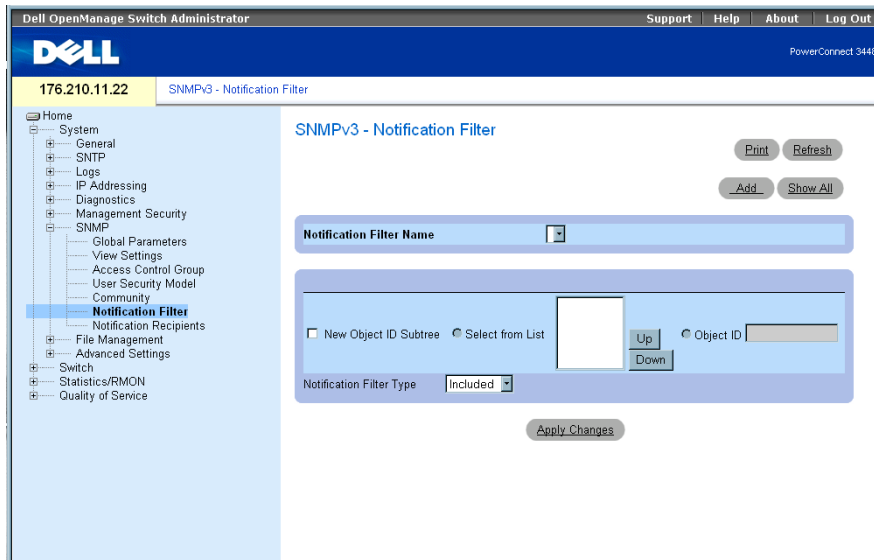 Dell OpenManage Switch Administrator
Support | Help | About | Log Out
DELL
PowerConnect 3448
176.210.11.22
SNMPv3 - Notification Filter
Home
System
General
SNTP
Logs
IP Addressing
Diagnostics
Management Security
SNMP
Global Parameters
View Settings
Access Control Group
User Security Model
Community
Notification Filter
Notification Recipients
File Management
Advanced Settings
Switch
Statistics/RMON
Quality of Service
SNMPv3 - Notification Filter
Print Refresh
Add Show All
Notification Filter Name
New Object ID Subtree Select from List Up Down Object ID
Notification Filter Type Included
Apply Changes